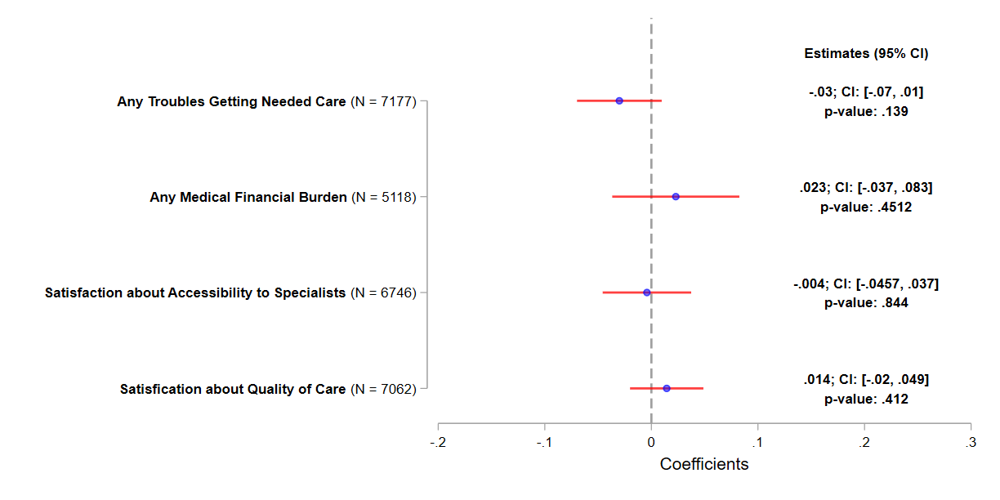 Estimates (95% CI)
Any Troubles Getting Needed Care (N = 7177)
-.03; CI: [-.07, .01]
p-value: .139
Any Medical Financial Burden (N = 5118)
.023; CI: [-.037, .083]
p-value: .4512
Satisfaction about Accessibility to Specialists (N = 6746)
-.004; CI: [-.0457, .037]
p-value: .844
Satisfication about Quality of Care (N = 7062)
.014; CI: [-.02, .049]
p-value: .412
-.2 -.1 0 .1 .2 .3
Coefficients